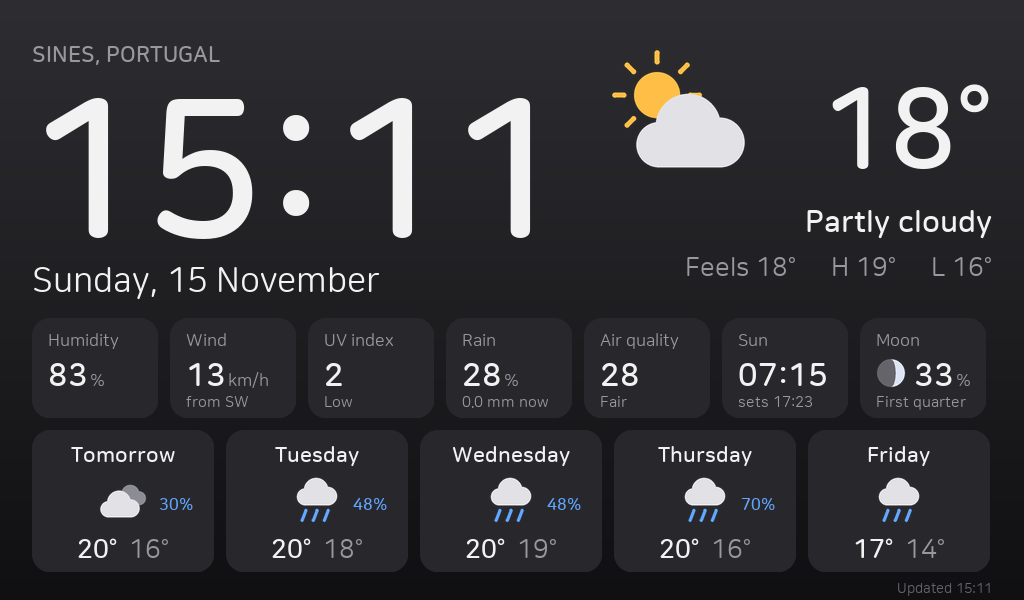 SINES, PORTUGAL
15:11
18°
Partly cloudy
Feels 18° H 19° L 16°
Sunday, 15 November
Humidity
83 %
Wind
13 km/h
from SW
UV index
2
Low
Rain
28 %
0.0 mm now
Air quality
28
Fair
Sun
07:15
sets 17:23
Moon
33 %
First quarter
Tomorrow
30%
20° 16°
Tuesday
48%
20° 18°
Wednesday
48%
20° 19°
Thursday
70%
20° 16°
Friday
17° 14°
Updated 15:11